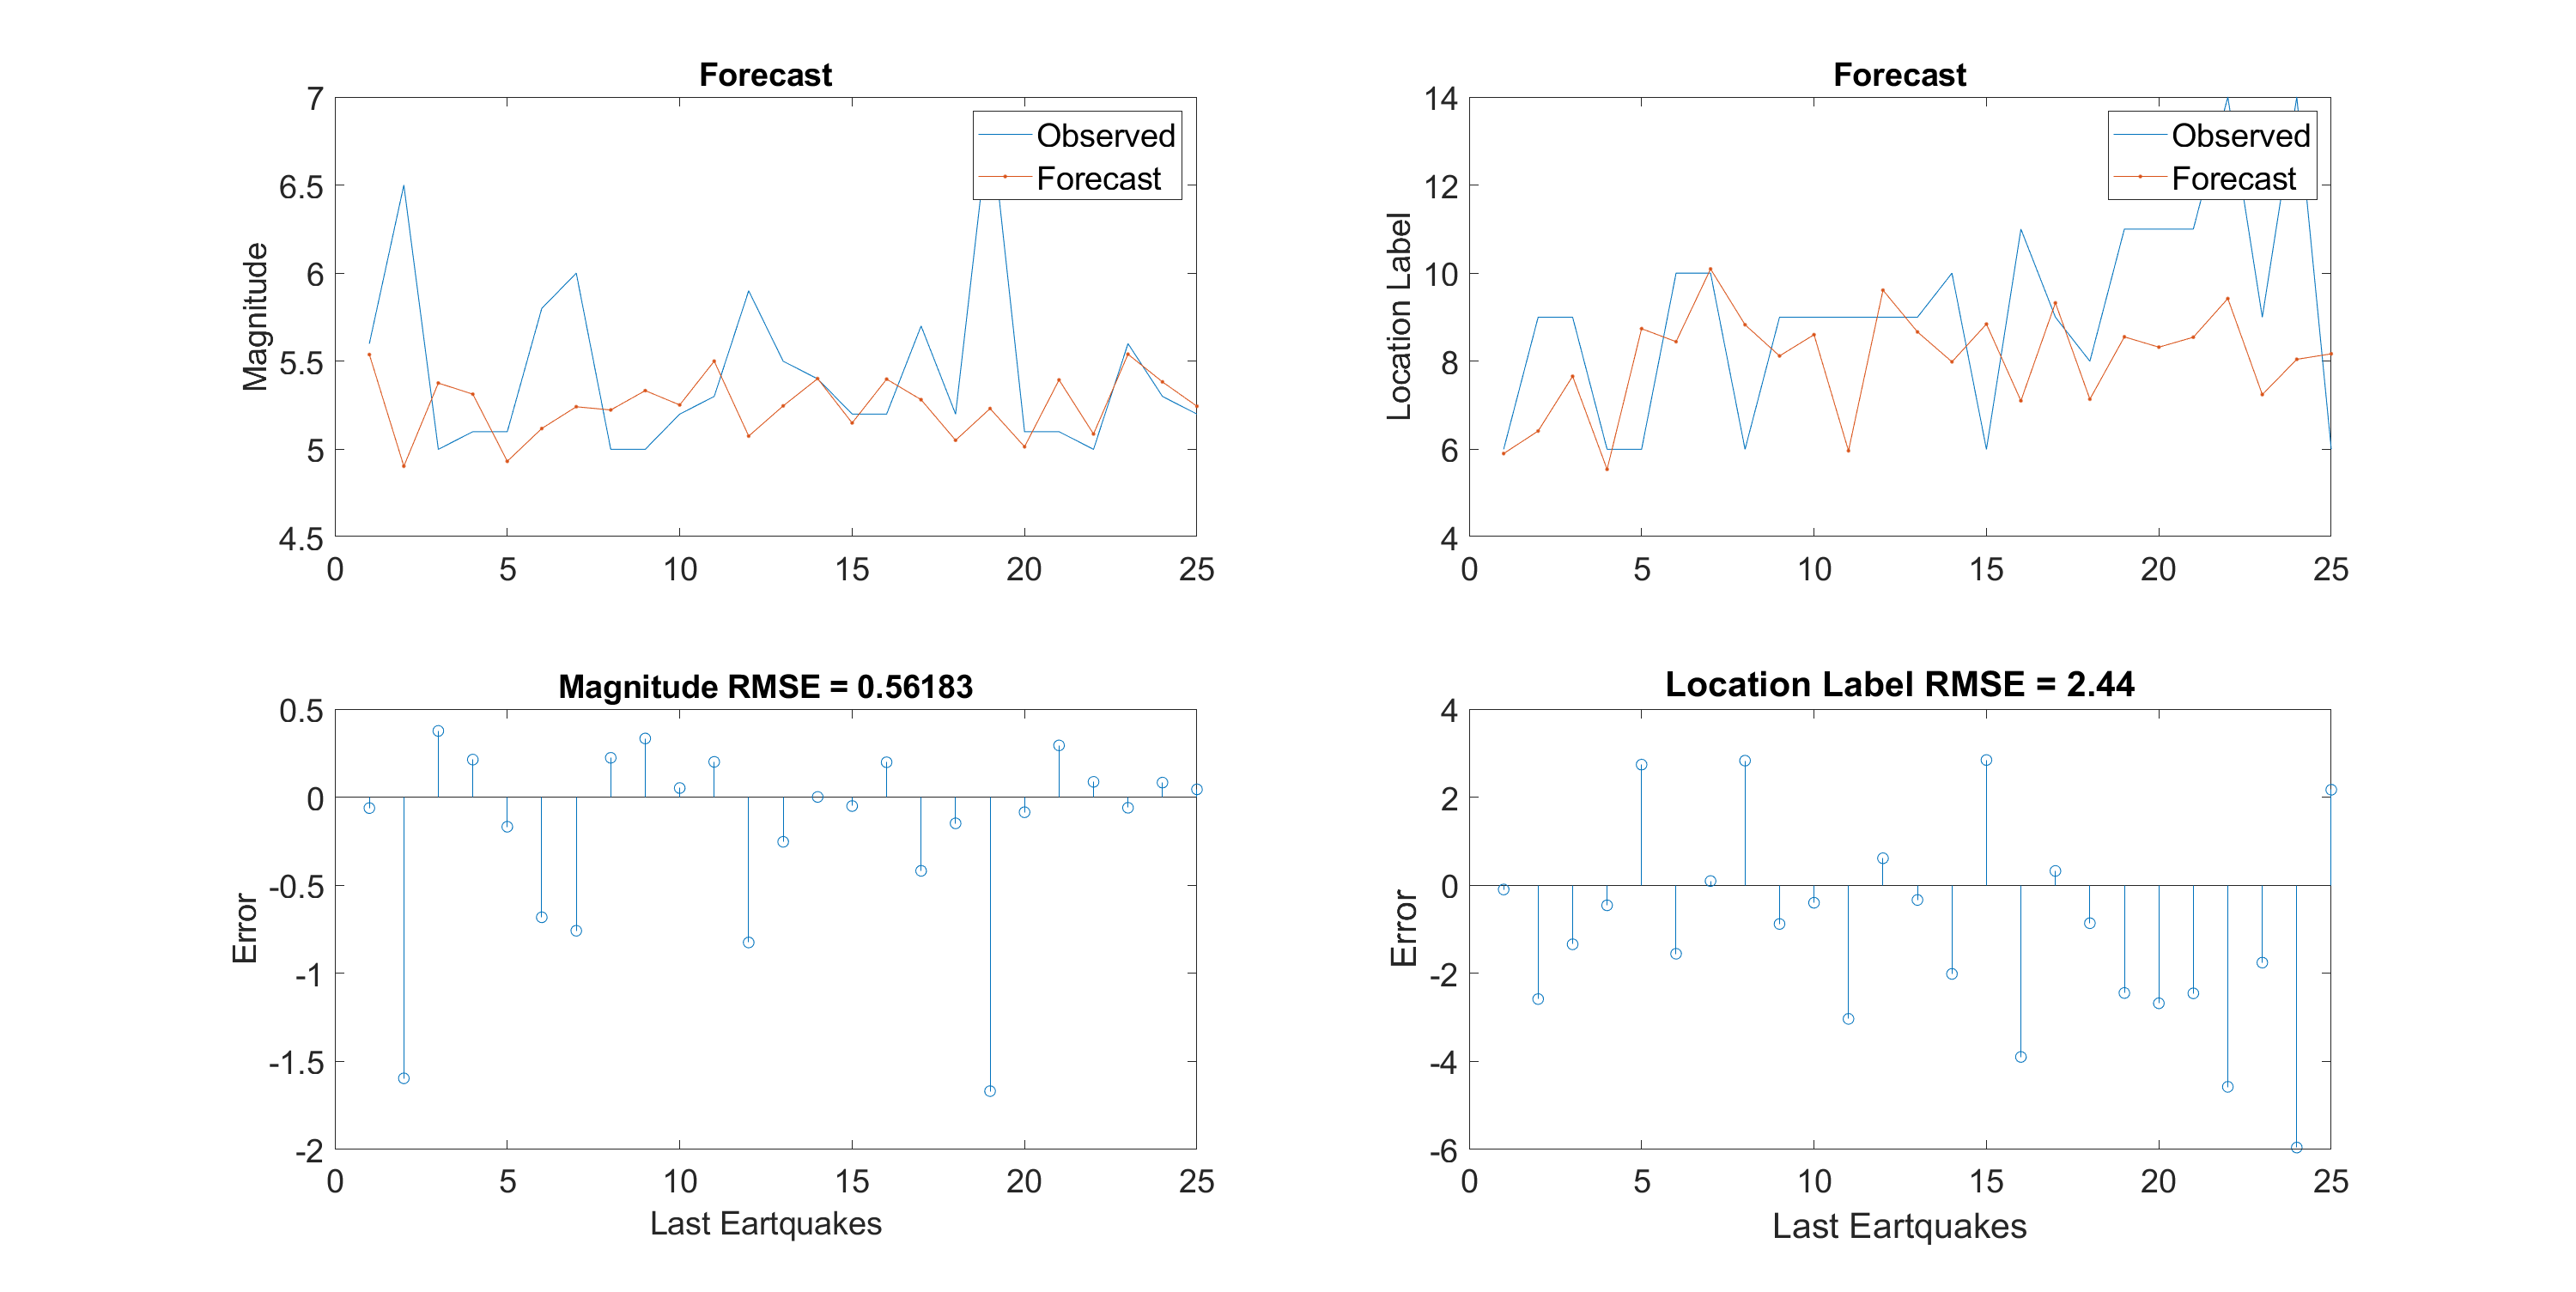 Forecast
7
6.5
6
5.5
5
4.5
Magnitude
Observed
Forecast
0 5 10 15 20 25
Forecast
14
12
10
8
6
4
Location Label
Observed
Forecast
0 5 10 15 20 25
Magnitude RMSE = 0.56183
0.5
0
-0.5
-1
-1.5
-2
Error
0 5 10 15 20 25
Last Eartquakes
Location Label RMSE = 2.44
4
2
0
-2
-4
-6
Error
0 5 10 15 20 25
Last Eartquakes